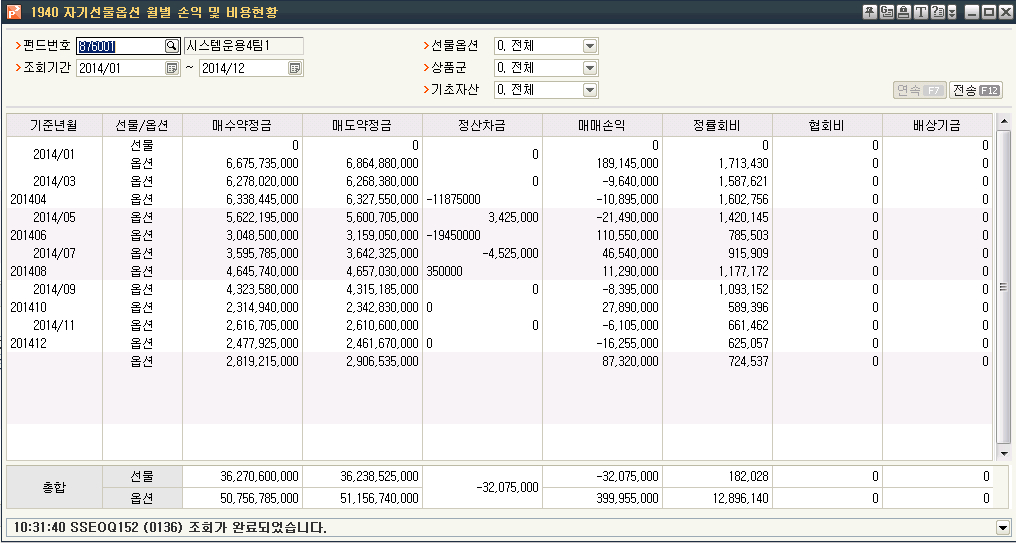 1940 자기선물옵션 월별 손익 및 비용현황
펀드번호 876001 시스템운용4팀1 선물옵션 0. 전체
조회기간 2014/01 ~ 2014/12 상품군 0. 전체
기초자산 0. 전체 연속 F7 전송 F12
기준년월 선물/옵션 매수약정금 매도약정금 정산차금 매매손익 정률회비 협회비 배상기금
2014/01 선물 0 0 0 0 0 0 0
옵션 6,675,735,000 6,864,880,000 189,145,000 1,713,430 0 0
2014/03 옵션 6,278,020,000 6,268,380,000 0 -9,640,000 1,587,621 0 0
201404 옵션 6,338,445,000 6,327,550,000 -11875000 -10,895,000 1,602,756 0 0
2014/05 옵션 5,622,195,000 5,600,705,000 3,425,000 -21,490,000 1,420,145 0 0
201406 옵션 3,048,500,000 3,159,050,000 -19450000 110,550,000 785,503 0 0
2014/07 옵션 3,595,785,000 3,642,325,000 -4,525,000 46,540,000 915,909 0 0
201408 옵션 4,645,740,000 4,657,030,000 350000 11,290,000 1,177,172 0 0
2014/09 옵션 4,323,580,000 4,315,185,000 0 -8,395,000 1,093,152 0 0
201410 옵션 2,314,940,000 2,342,830,000 0 27,890,000 589,396 0 0
2014/11 옵션 2,616,705,000 2,610,600,000 0 -6,105,000 661,462 0 0
201412 옵션 2,477,925,000 2,461,670,000 0 -16,255,000 625,057 0 0
옵션 2,819,215,000 2,906,535,000 87,320,000 724,537 0 0
총합 선물 36,270,600,000 36,238,525,000 -32,075,000 -32,075,000 182,028 0 0
옵션 50,756,785,000 51,156,740,000 399,955,000 12,896,140 0 0
10:31:40 SSEOQ152 (0136) 조회가 완료되었습니다.